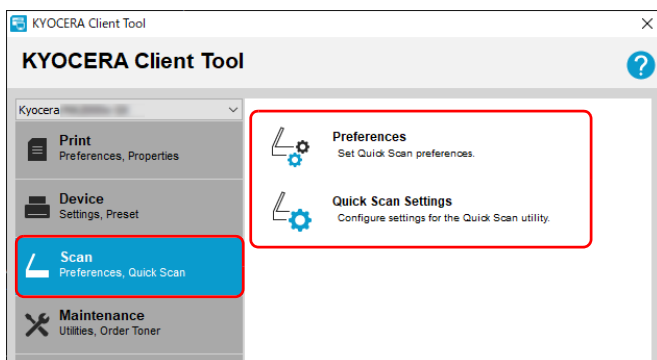 KYOCERA Client Tool
KYOCERA Client Tool
Kyocera
Print
Preferences, Properties
Device
Settings, Preset
Scan
Preferences, Quick Scan
Maintenance
Utilities, Order Toner
Preferences
Set Quick Scan preferences.
Quick Scan Settings
Configure settings for the Quick Scan utility.